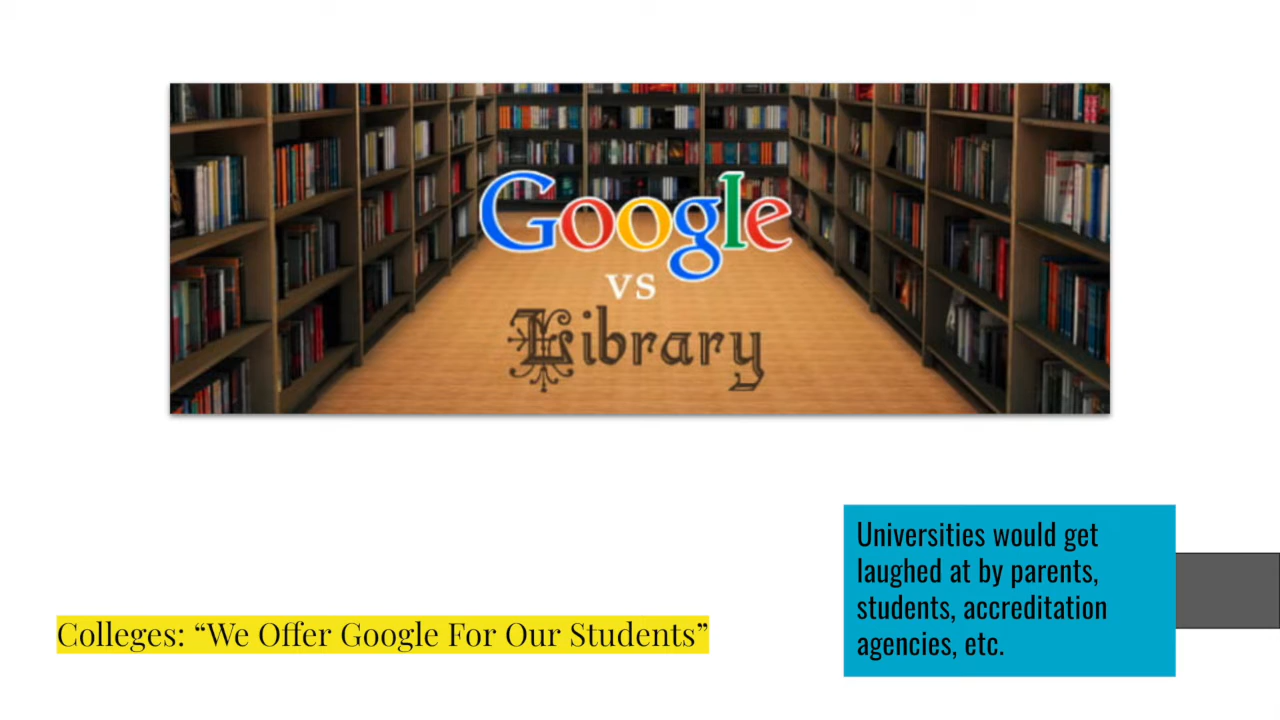 Google
vs
Library
Colleges: “We Offer Google For Our Students”
Universities would get
laughed at by parents,
students, accreditation
agencies, etc.